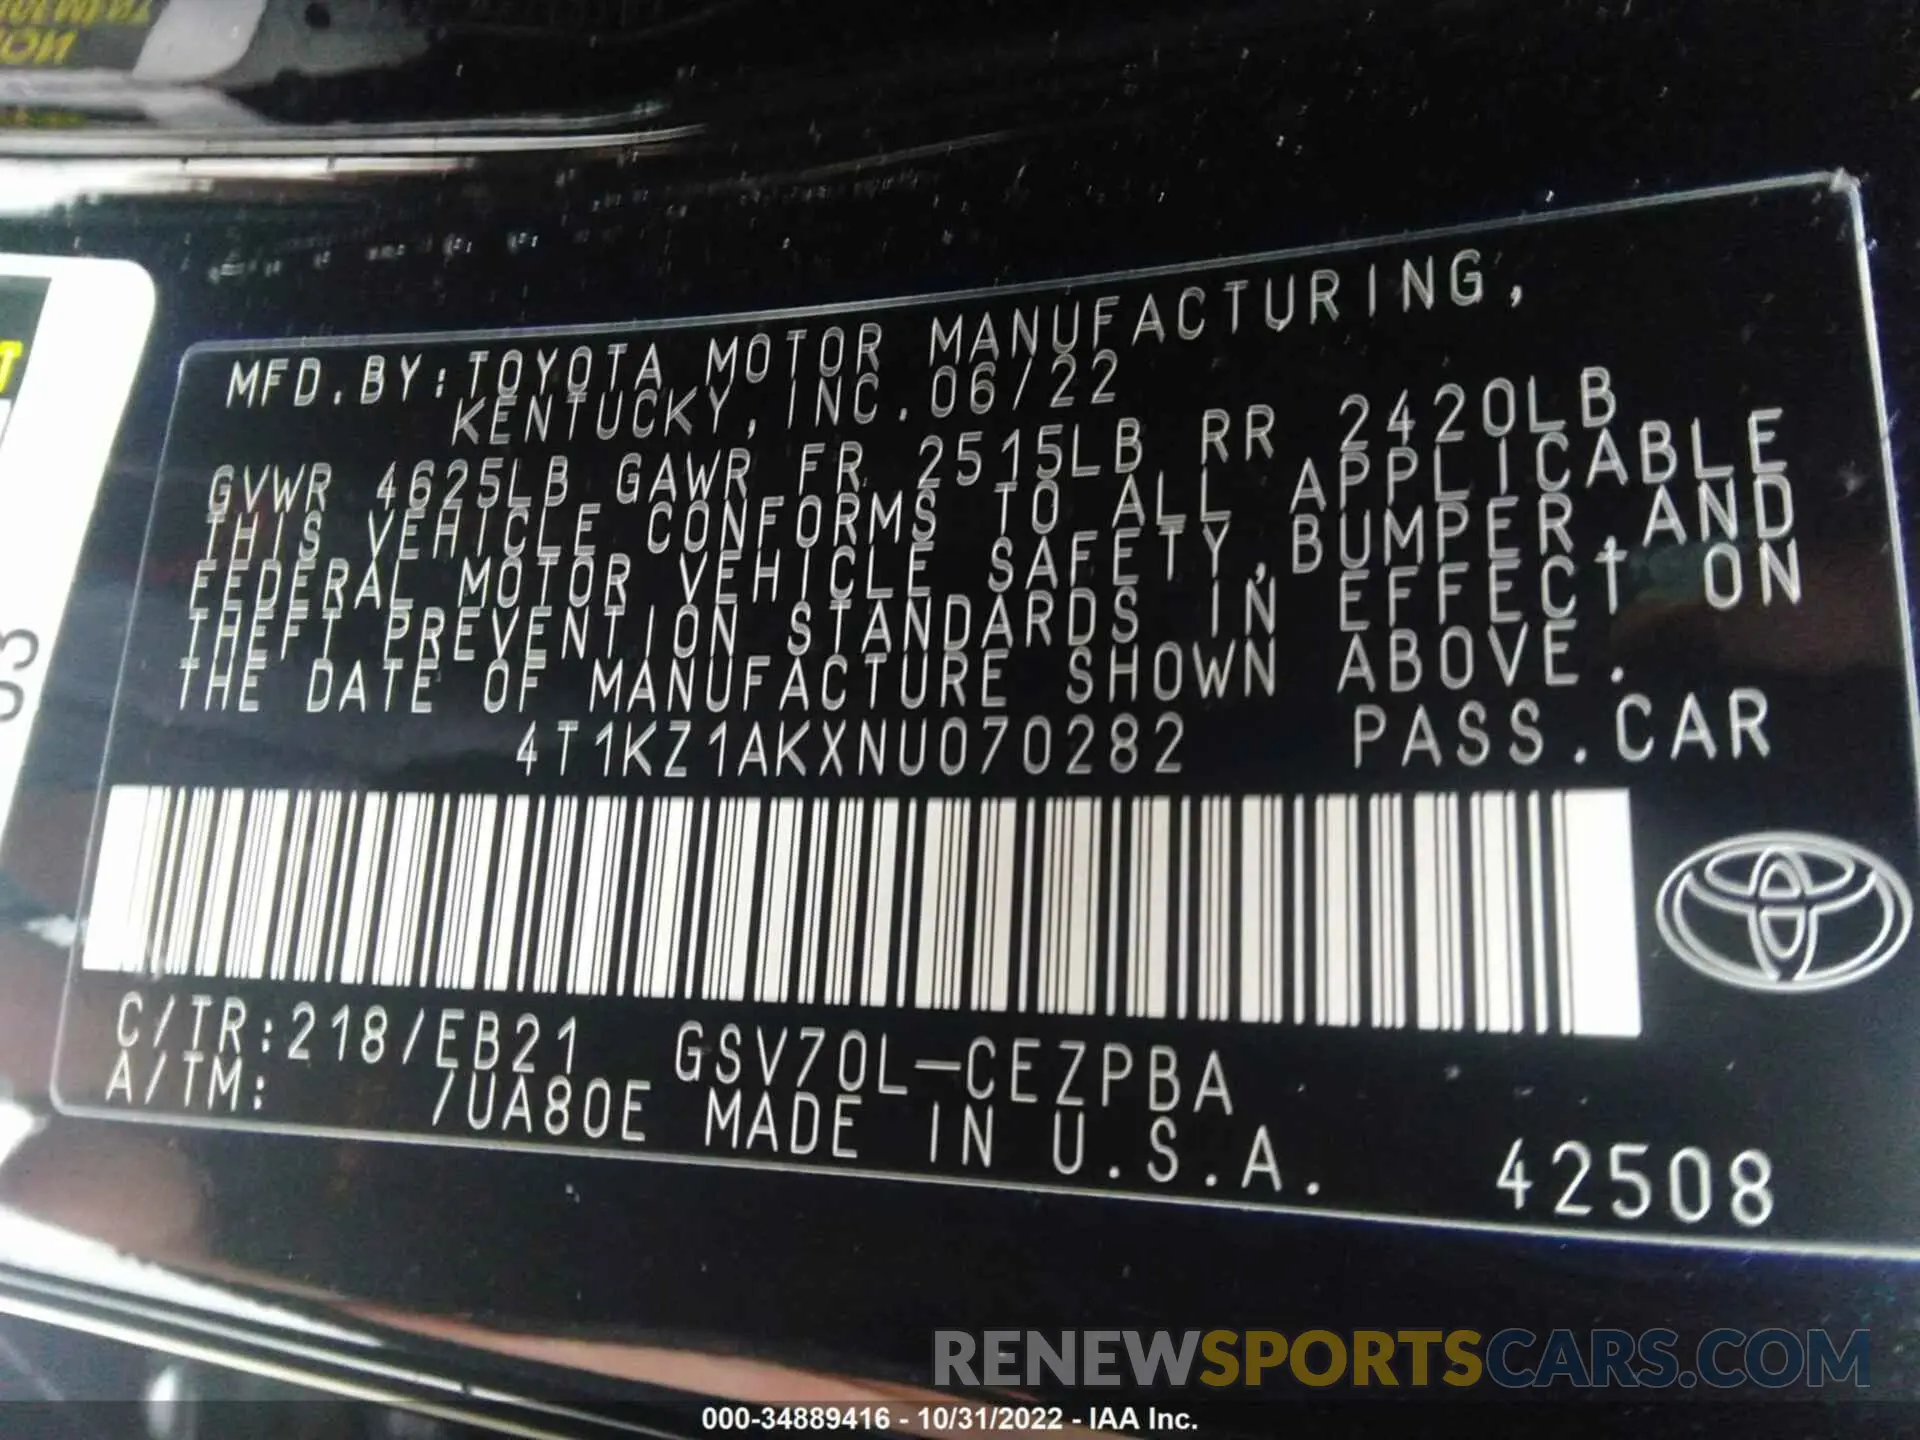 MFD.BY:TOYOTA MOTOR MANUFACTURING,
KENTUCKY, INC. 06/22
GVWR 4625LB GAWR FR 2515LB RR 2420LB
THIS VEHICLE CONFORMS TO ALL APPLICABLE
FEDERAL MOTOR VEHICLE SAFETY,BUMPER,AND
THEFT PREVENTION STANDARDS IN EFFECT ON
THE DATE OF MANUFACTURE SHOWN ABOVE.
4T1KZ1AKXNU070282 PASS.CAR
C/TR:218/EB21 GSV70L-CEZPBA
A/TM: /UA80E MADE IN U.S.A.
42508
03
RENEWSPORTSCARS.COM
000-34889416 - 10/31/2022 - IAA Inc.